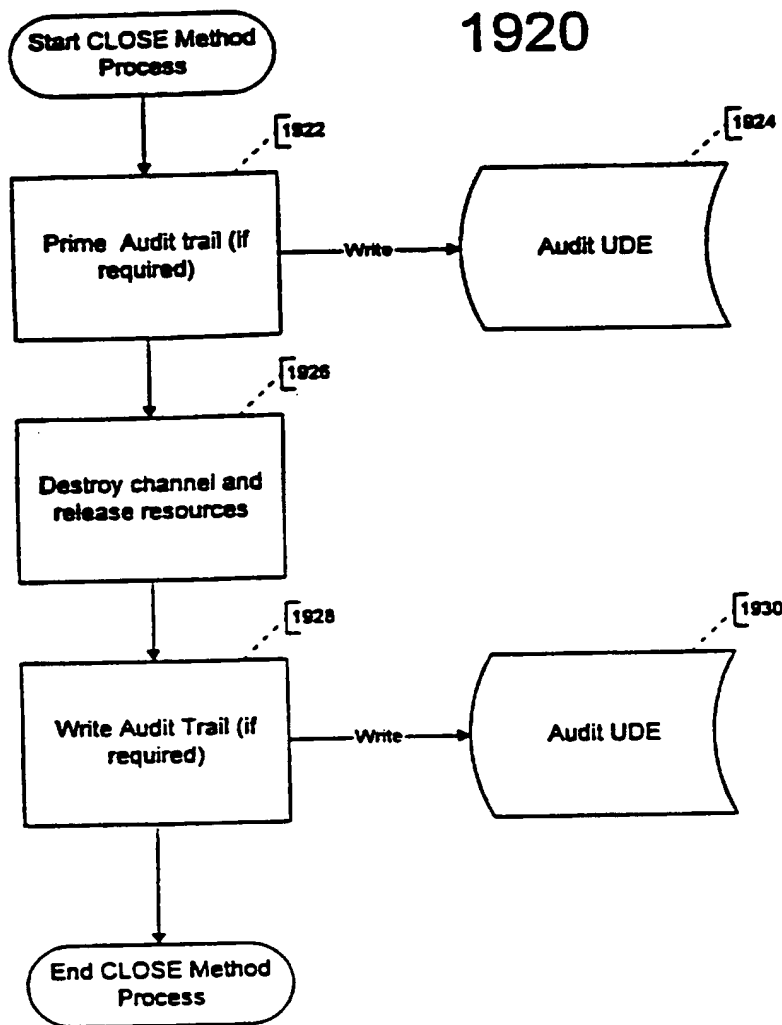 1920
Start CLOSE Method
Process
1922
Prime Audit trail (if
required)
Write
1924
Audit UDE
1926
Destroy channel and
release resources
1928
Write Audit Trail (if
required)
Write
1930
Audit UDE
End CLOSE Method
Process